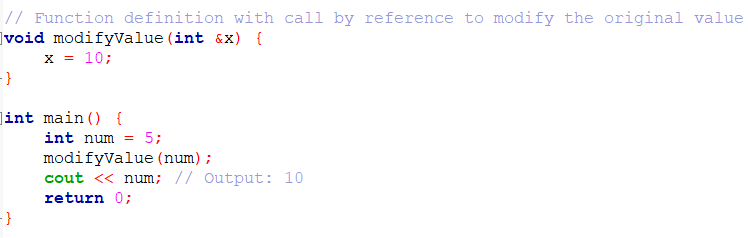 // Function definition with call by reference to modify the original value
void modifyValue(int &x) {
    x = 10;
}

int main() {
    int num = 5;
    modifyValue(num);
    cout << num; // Output: 10
    return 0;
}